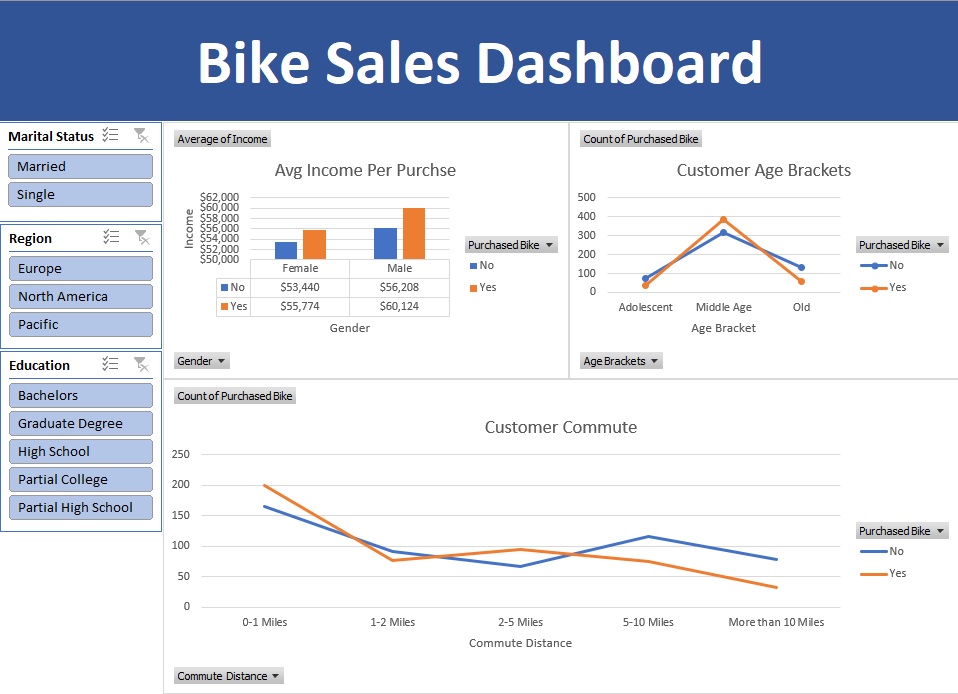 Bike Sales Dashboard
Marital Status
Married
Single
Region
Europe
North America
Pacific
Education
Bachelors
Graduate Degree
High School
Partial College
Partial High School
Average of Income
Avg Income Per Purchse
Income
$62,000
$60,000
$58,000
$56,000
$54,000
$52,000
$50,000
Female Male
No $53,440 $56,208
Yes $55,774 $60,124
Gender
Purchased Bike
No
Yes
Gender
Count of Purchased Bike
Customer Age Brackets
500
400
300
200
100
0
Adolescent Middle Age Old
Age Bracket
Purchased Bike
No
Yes
Age Brackets
Count of Purchased Bike
Customer Commute
250
200
150
100
50
0
0-1 Miles 1-2 Miles 2-5 Miles 5-10 Miles More than 10 Miles
Commute Distance
Purchased Bike
No
Yes
Commute Distance